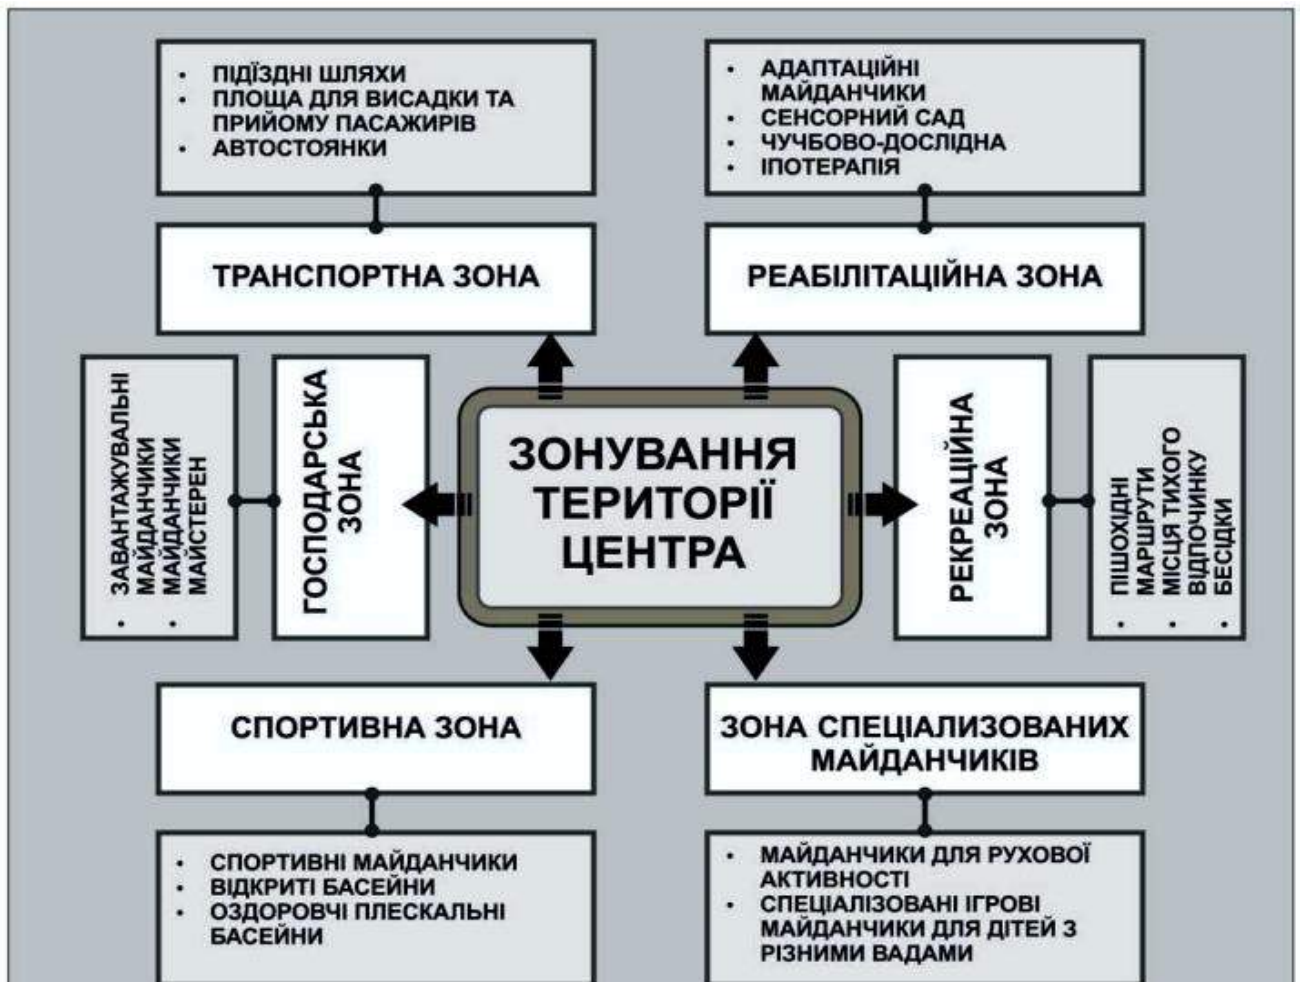 • ПІДЇЗДНІ ШЛЯХИ
• ПЛОЩА ДЛЯ ВИСАДКИ ТА
ПРИЙОМУ ПАСАЖИРІВ
• АВТОСТОЯНКИ
ТРАНСПОРТНА ЗОНА
• АДАПТАЦІЙНІ
МАЙДАНЧИКИ
• СЕНСОРНИЙ САД
• ЧУЧБОВО-ДОСЛІДНА
• ІПОТЕРАПІЯ
РЕАБІЛІТАЦІЙНА ЗОНА
• ЗАВАНТАЖУВАЛЬНІ
МАЙДАНЧИКИ
• МАЙДАНЧИКИ
МАЙСТЕРЕН
ГОСПОДАРСЬКА
ЗОНА
ЗОНУВАННЯ
ТЕРИТОРІЇ
ЦЕНТРА
РЕКРЕАЦІЙНА
ЗОНА
• ПІШОХІДНІ
МАРШРУТИ
• МІСЦЯ ТИХОГО
ВІДПОЧИНКУ
• БЕСІДКИ
СПОРТИВНА ЗОНА
• СПОРТИВНІ МАЙДАНЧИКИ
• ВІДКРИТІ БАСЕЙНИ
• ОЗДОРОВЧІ ПЛЕСКАЛЬНІ
БАСЕЙНИ
ЗОНА СПЕЦІАЛИЗОВАНИХ
МАЙДАНЧИКІВ
• МАЙДАНЧИКИ ДЛЯ РУХОВОЇ
АКТИВНОСТІ
• СПЕЦІАЛІЗОВАНІ ІГРОВІ
МАЙДАНЧИКИ ДЛЯ ДІТЕЙ З
РІЗНИМИ ВАДАМИ